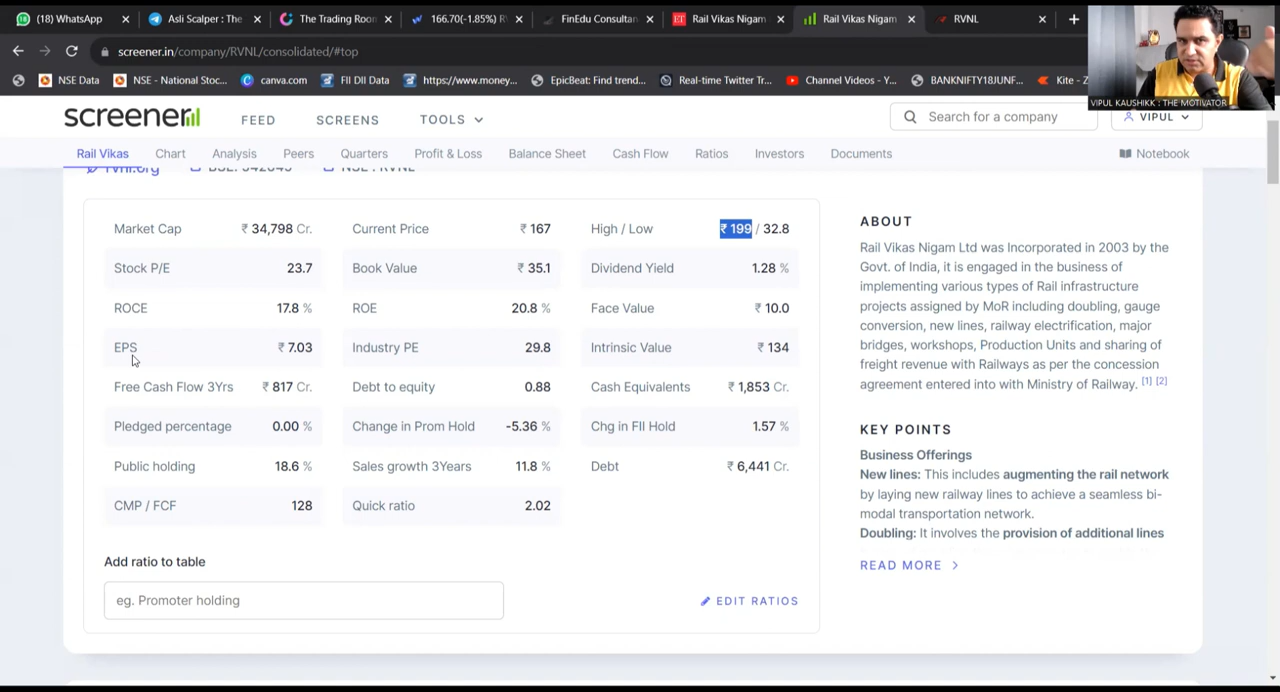 (18) WhatsApp
Asli Scalper : The
The Trading Roon
166.70(-1.85%) R
FinEdu Consultan
ET Rail Vikas Nigam
Rail Vikas Nigam
RVNL
screener.in/company/RVNL/consolidated/#top
NSE Data
NSE - National Stoc...
canva.com
FII DII Data
https://www.money...
EpicBeat: Find trend...
Real-time Twitter Tr...
Channel Videos - Y...
BANKNIFTY18JUNF...
Kite - Z
VIPUL KAUSHIKK : THE MOTIVATOR
screener
FEED
SCREENS
TOOLS
Search for a company
VIPUL
Rail Vikas
Chart
Analysis
Peers
Quarters
Profit & Loss
Balance Sheet
Cash Flow
Ratios
Investors
Documents
Notebook
rvnl.org
NSE : RVNL
Market Cap ₹ 34,798 Cr.
Current Price ₹ 167
High / Low ₹ 199 / 32.8
Stock P/E 23.7
Book Value ₹ 35.1
Dividend Yield 1.28 %
ROCE 17.8 %
ROE 20.8 %
Face Value ₹ 10.0
EPS ₹ 7.03
Industry PE 29.8
Intrinsic Value ₹ 134
Free Cash Flow 3Yrs ₹ 817 Cr.
Debt to equity 0.88
Cash Equivalents ₹ 1,853 Cr.
Pledged percentage 0.00 %
Change in Prom Hold -5.36 %
Chg in FII Hold 1.57 %
Public holding 18.6 %
Sales growth 3Years 11.8 %
Debt ₹ 6,441 Cr.
CMP / FCF 128
Quick ratio 2.02
Add ratio to table
eg. Promoter holding
EDIT RATIOS
ABOUT
Rail Vikas Nigam Ltd was Incorporated in 2003 by the
Govt. of India, it is engaged in the business of
implementing various types of Rail infrastructure
projects assigned by MoR including doubling, gauge
conversion, new lines, railway electrification, major
bridges, workshops, Production Units and sharing of
freight revenue with Railways as per the concession
agreement entered into with Ministry of Railway. [1] [2]
KEY POINTS
Business Offerings
New lines: This includes augmenting the rail network
by laying new railway lines to achieve a seamless bi-
modal transportation network.
Doubling: It involves the provision of additional lines
READ MORE